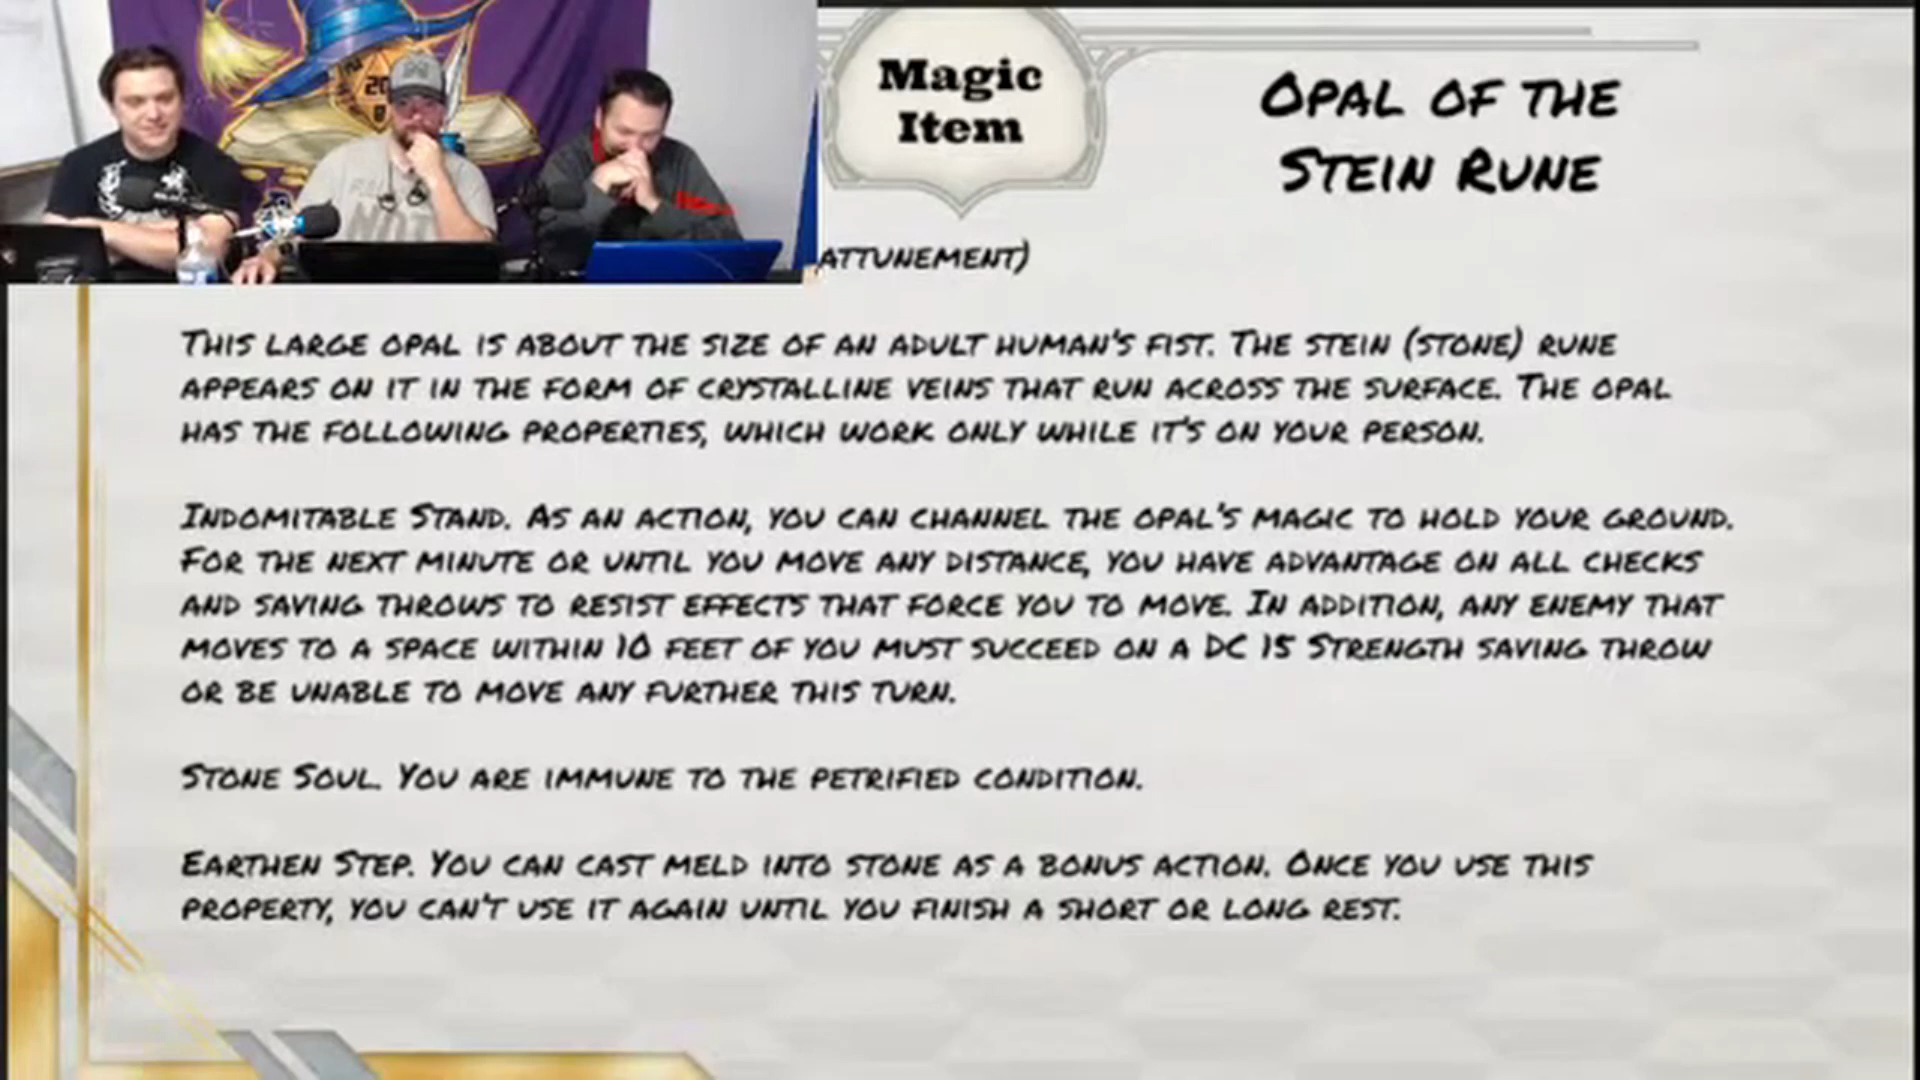 Magic
Item
OPAL OF THE
STEIN RUNE
ATTUNEMENT)
THIS LARGE OPAL IS ABOUT THE SIZE OF AN ADULT HUMAN'S FIST. THE STEIN (STONE) RUNE
APPEARS ON IT IN THE FORM OF CRYSTALLINE VEINS THAT RUN ACROSS THE SURFACE. THE OPAL
HAS THE FOLLOWING PROPERTIES, WHICH WORK ONLY WHILE IT'S ON YOUR PERSON.
INDOMITABLE STAND. AS AN ACTION, YOU CAN CHANNEL THE OPAL'S MAGIC TO HOLD YOUR GROUND.
FOR THE NEXT MINUTE OR UNTIL YOU MOVE ANY DISTANCE, YOU HAVE ADVANTAGE ON ALL CHECKS
AND SAVING THROWS TO RESIST EFFECTS THAT FORCE YOU TO MOVE. IN ADDITION, ANY ENEMY THAT
MOVES TO A SPACE WITHIN 10 FEET OF YOU MUST SUCCEED ON A DC 15 STRENGTH SAVING THROW
OR BE UNABLE TO MOVE ANY FURTHER THIS TURN.
STONE SOUL. YOU ARE IMMUNE TO THE PETRIFIED CONDITION.
EARTHEN STEP. YOU CAN CAST MELD INTO STONE AS A BONUS ACTION. ONCE YOU USE THIS
PROPERTY, YOU CAN'T USE IT AGAIN UNTIL YOU FINISH A SHORT OR LONG REST.